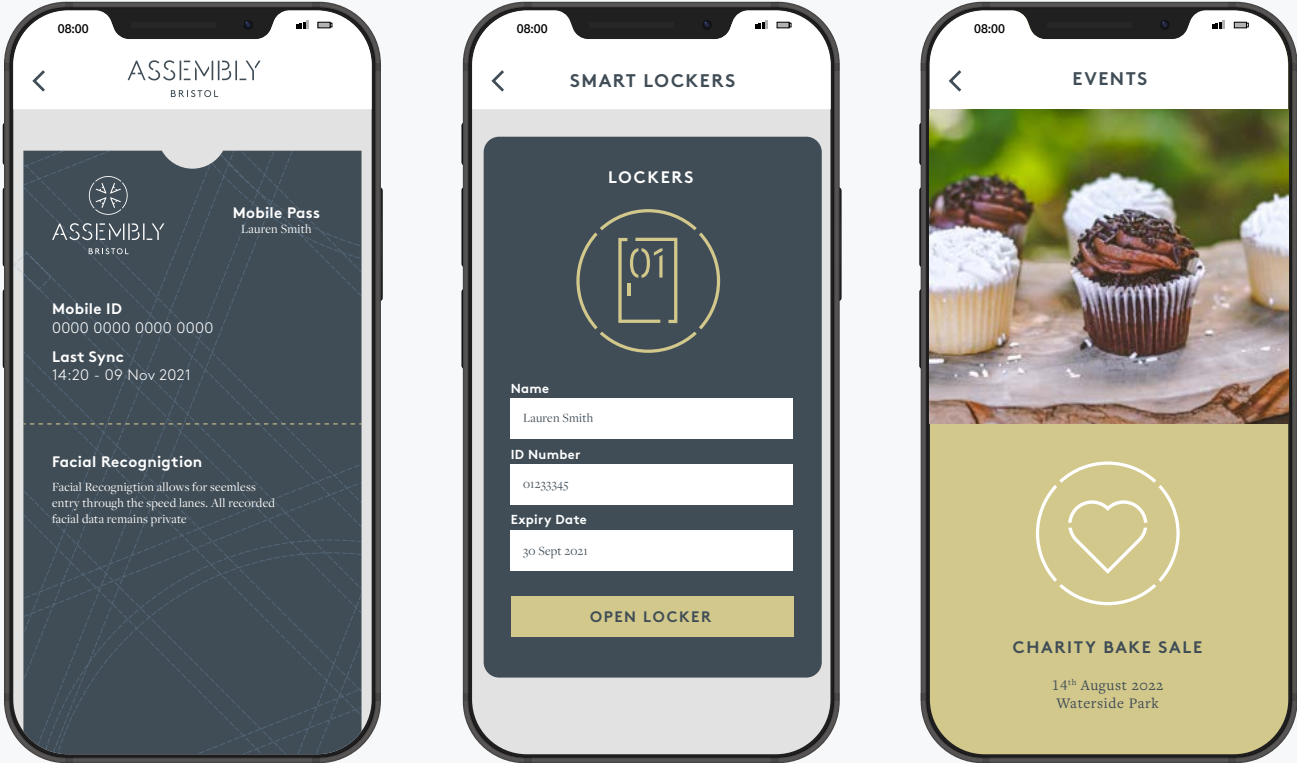 08:00
ASSEMBLY
BRISTOL
ASSEMBLY
BRISTOL
Mobile Pass
Lauren Smith
Mobile ID
0000 0000 0000 0000
Last Sync
14:20 - 09 Nov 2021
Facial Recognigtion
Facial Recognigtion allows for seemless
entry through the speed lanes. All recorded
facial data remains private
08:00
SMART LOCKERS
LOCKERS
01
Name
Lauren Smith
ID Number
01233345
Expiry Date
30 Sept 2021
OPEN LOCKER
08:00
EVENTS
CHARITY BAKE SALE
14th August 2022
Waterside Park